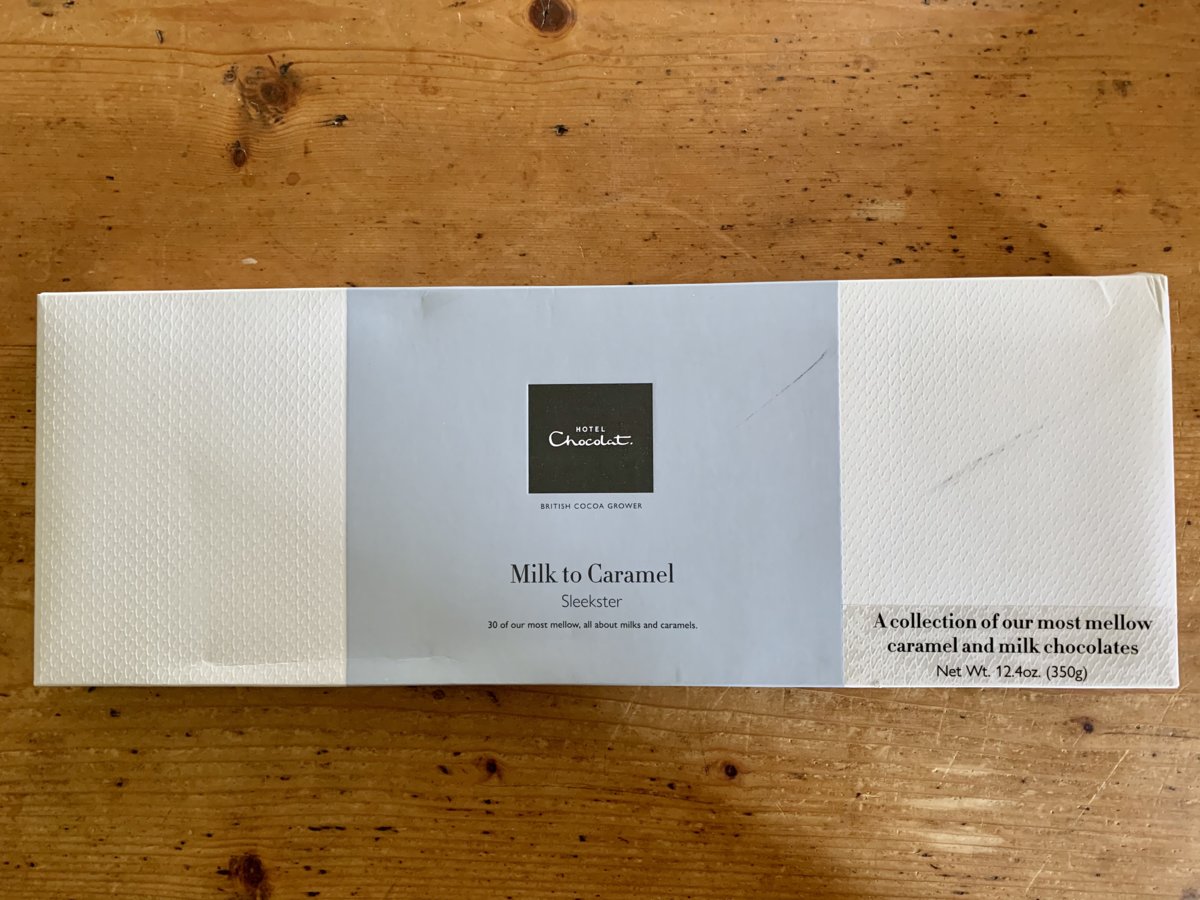 HOTEL
Chocolat.
BRITISH COCOA GROWER
Milk to Caramel
Sleekster
30 of our most mellow, all about milks and caramels.
A collection of our most mellow
caramel and milk chocolates
Net Wt. 12.4oz. (350g)